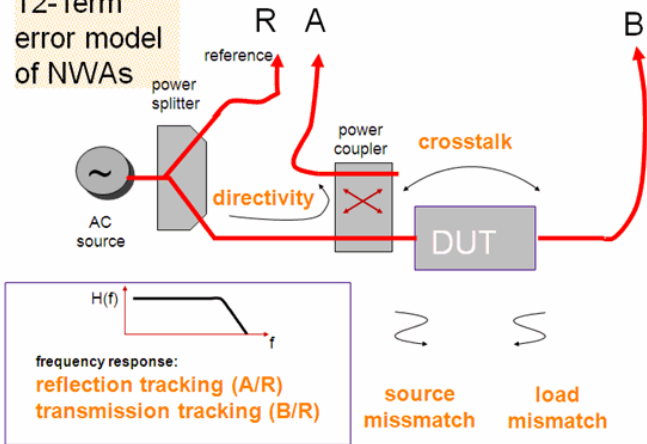 12-Term
error model
of NWAs
R A B
reference
power
splitter
power
coupler
crosstalk
~
directivity
AC
source
DUT
H(f)
f
frequency response:
reflection tracking (A/R)
transmission tracking (B/R)
source
missmatch
load
mismatch